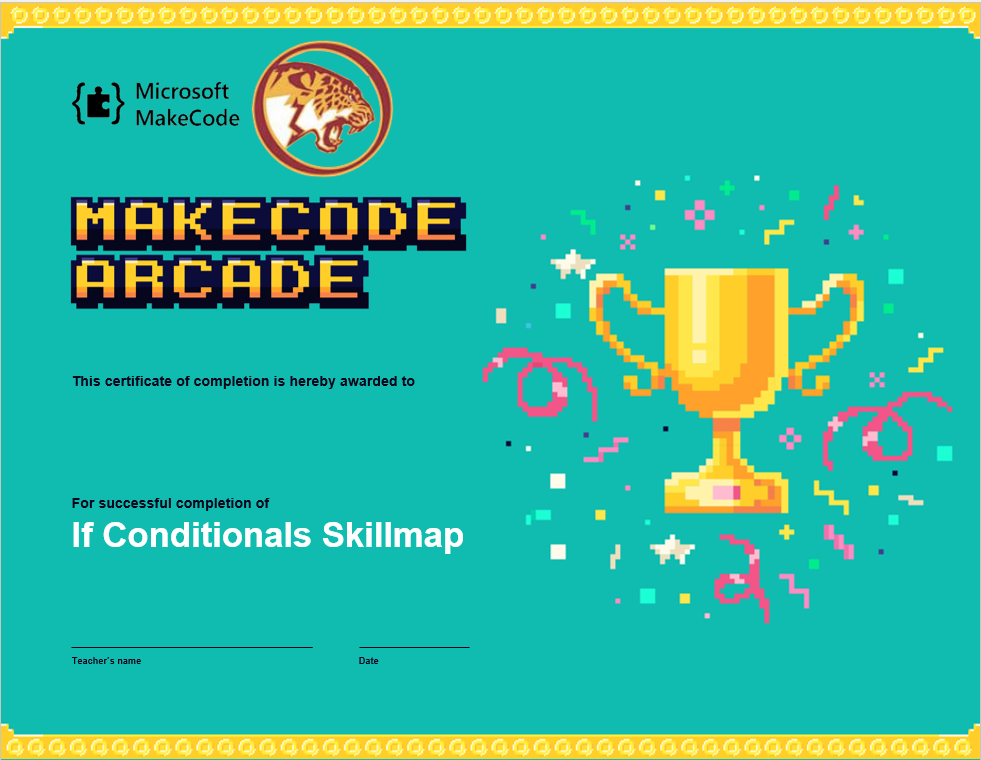 Microsoft
MakeCode
MAKECODE
ARCADE
This certificate of completion is hereby awarded to
For successful completion of
If Conditionals Skillmap
Teacher's name
Date